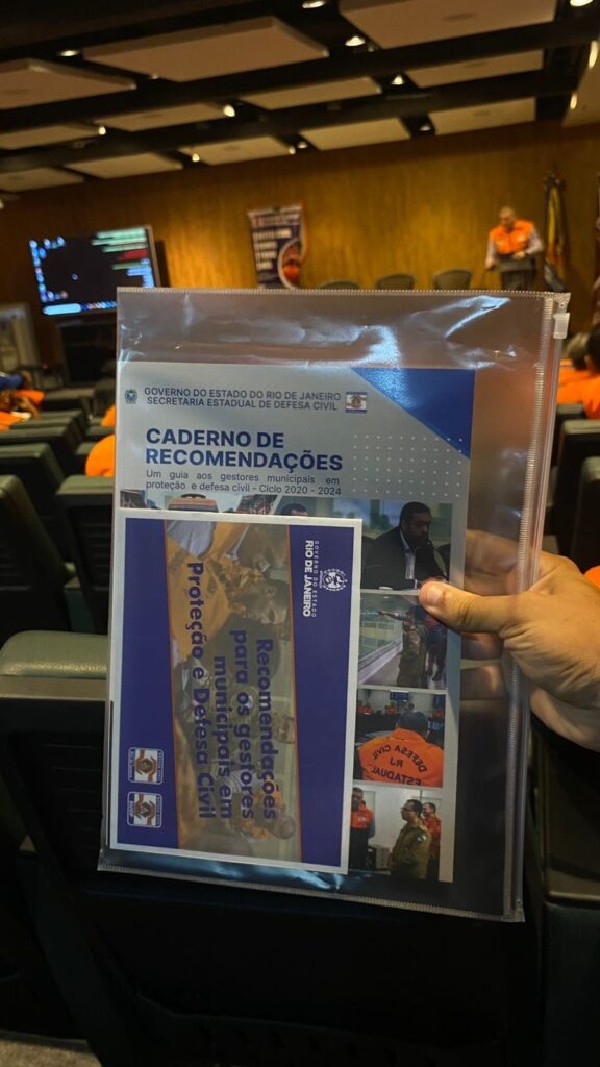 GOVERNO DO ESTADO DO RIO DE JANEIRO
SECRETARIA ESTADUAL DE DEFESA CIVIL
CADERNO DE
RECOMENDAÇÕES
Um guia aos gestores municipais em
proteção e defesa civil - Ciclo 2020 - 2024
GOVERNO DO ESTADO
RIO DE JANEIRO
Recomendações
para os gestores
municipais em
Proteção e Defesa Civil
DEFESA CIVIL
RJ
ESTADUAL